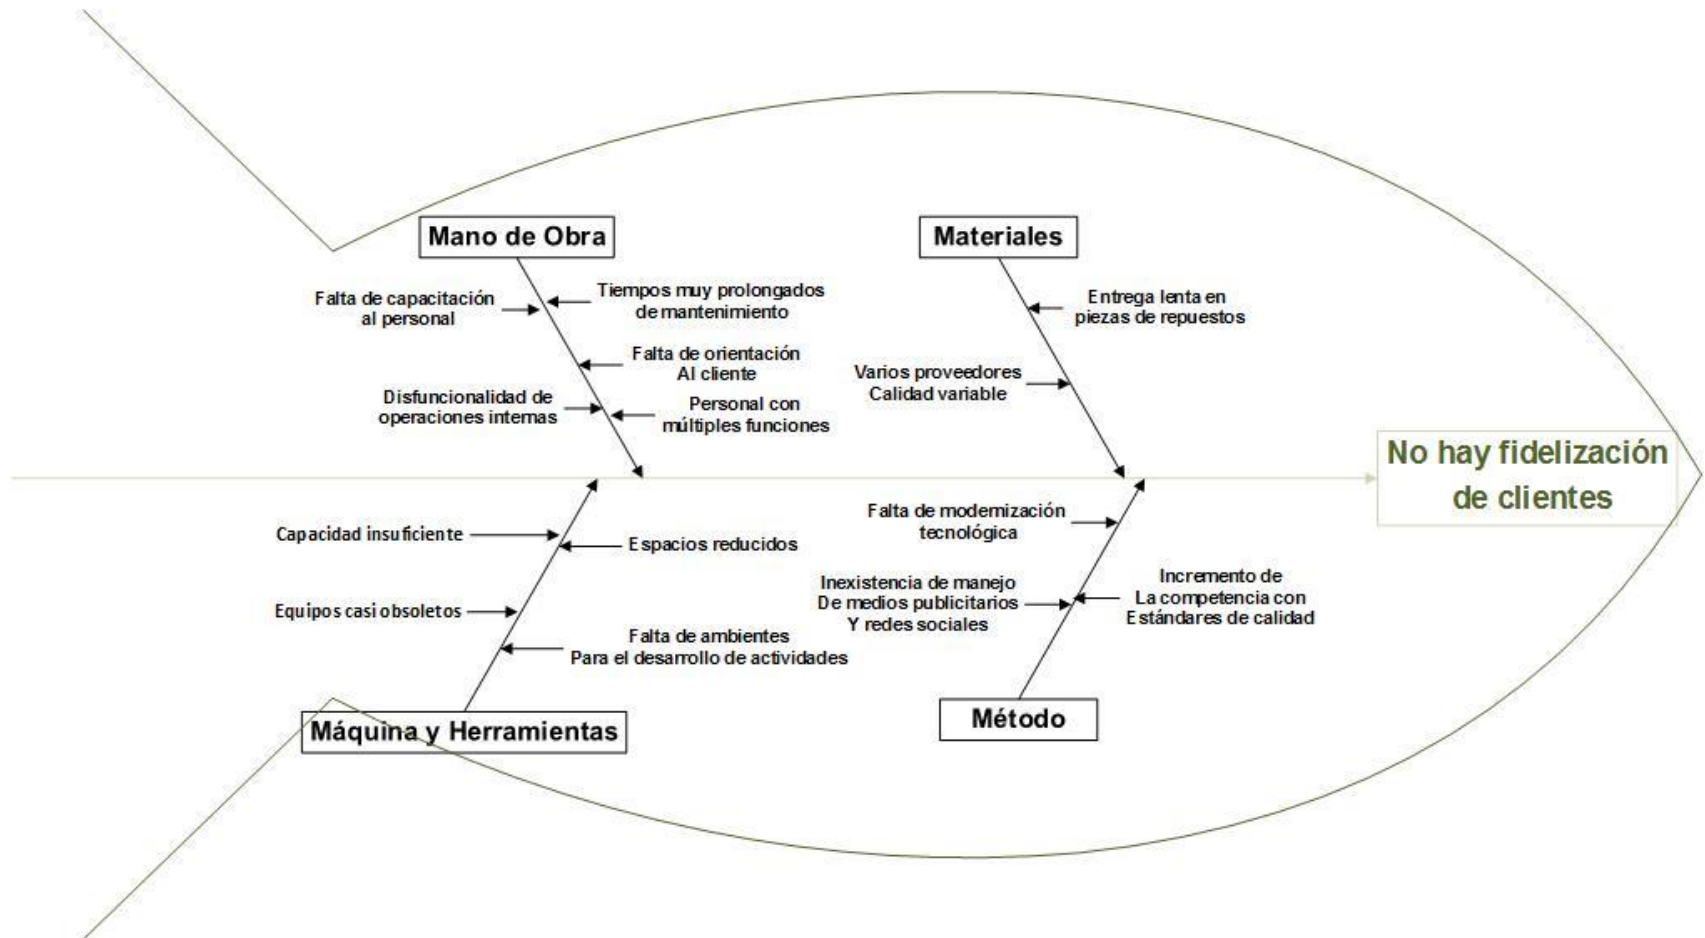 Mano de Obra
Falta de capacitación
al personal
Tiempos muy prolongados
de mantenimiento
Falta de orientación
Al cliente
Disfuncionalidad de
operaciones internas
Personal con
múltiples funciones
Materiales
Entrega lenta en
piezas de repuestos
Varios proveedores
Calidad variable
No hay fidelización
de clientes
Capacidad insuficiente
Espacios reducidos
Equipos casi obsoletos
Falta de ambientes
Para el desarrollo de actividades
Máquina y Herramientas
Falta de modernización
tecnológica
Inexistencia de manejo
De medios publicitarios
Y redes sociales
Incremento de
La competencia con
Estándares de calidad
Método